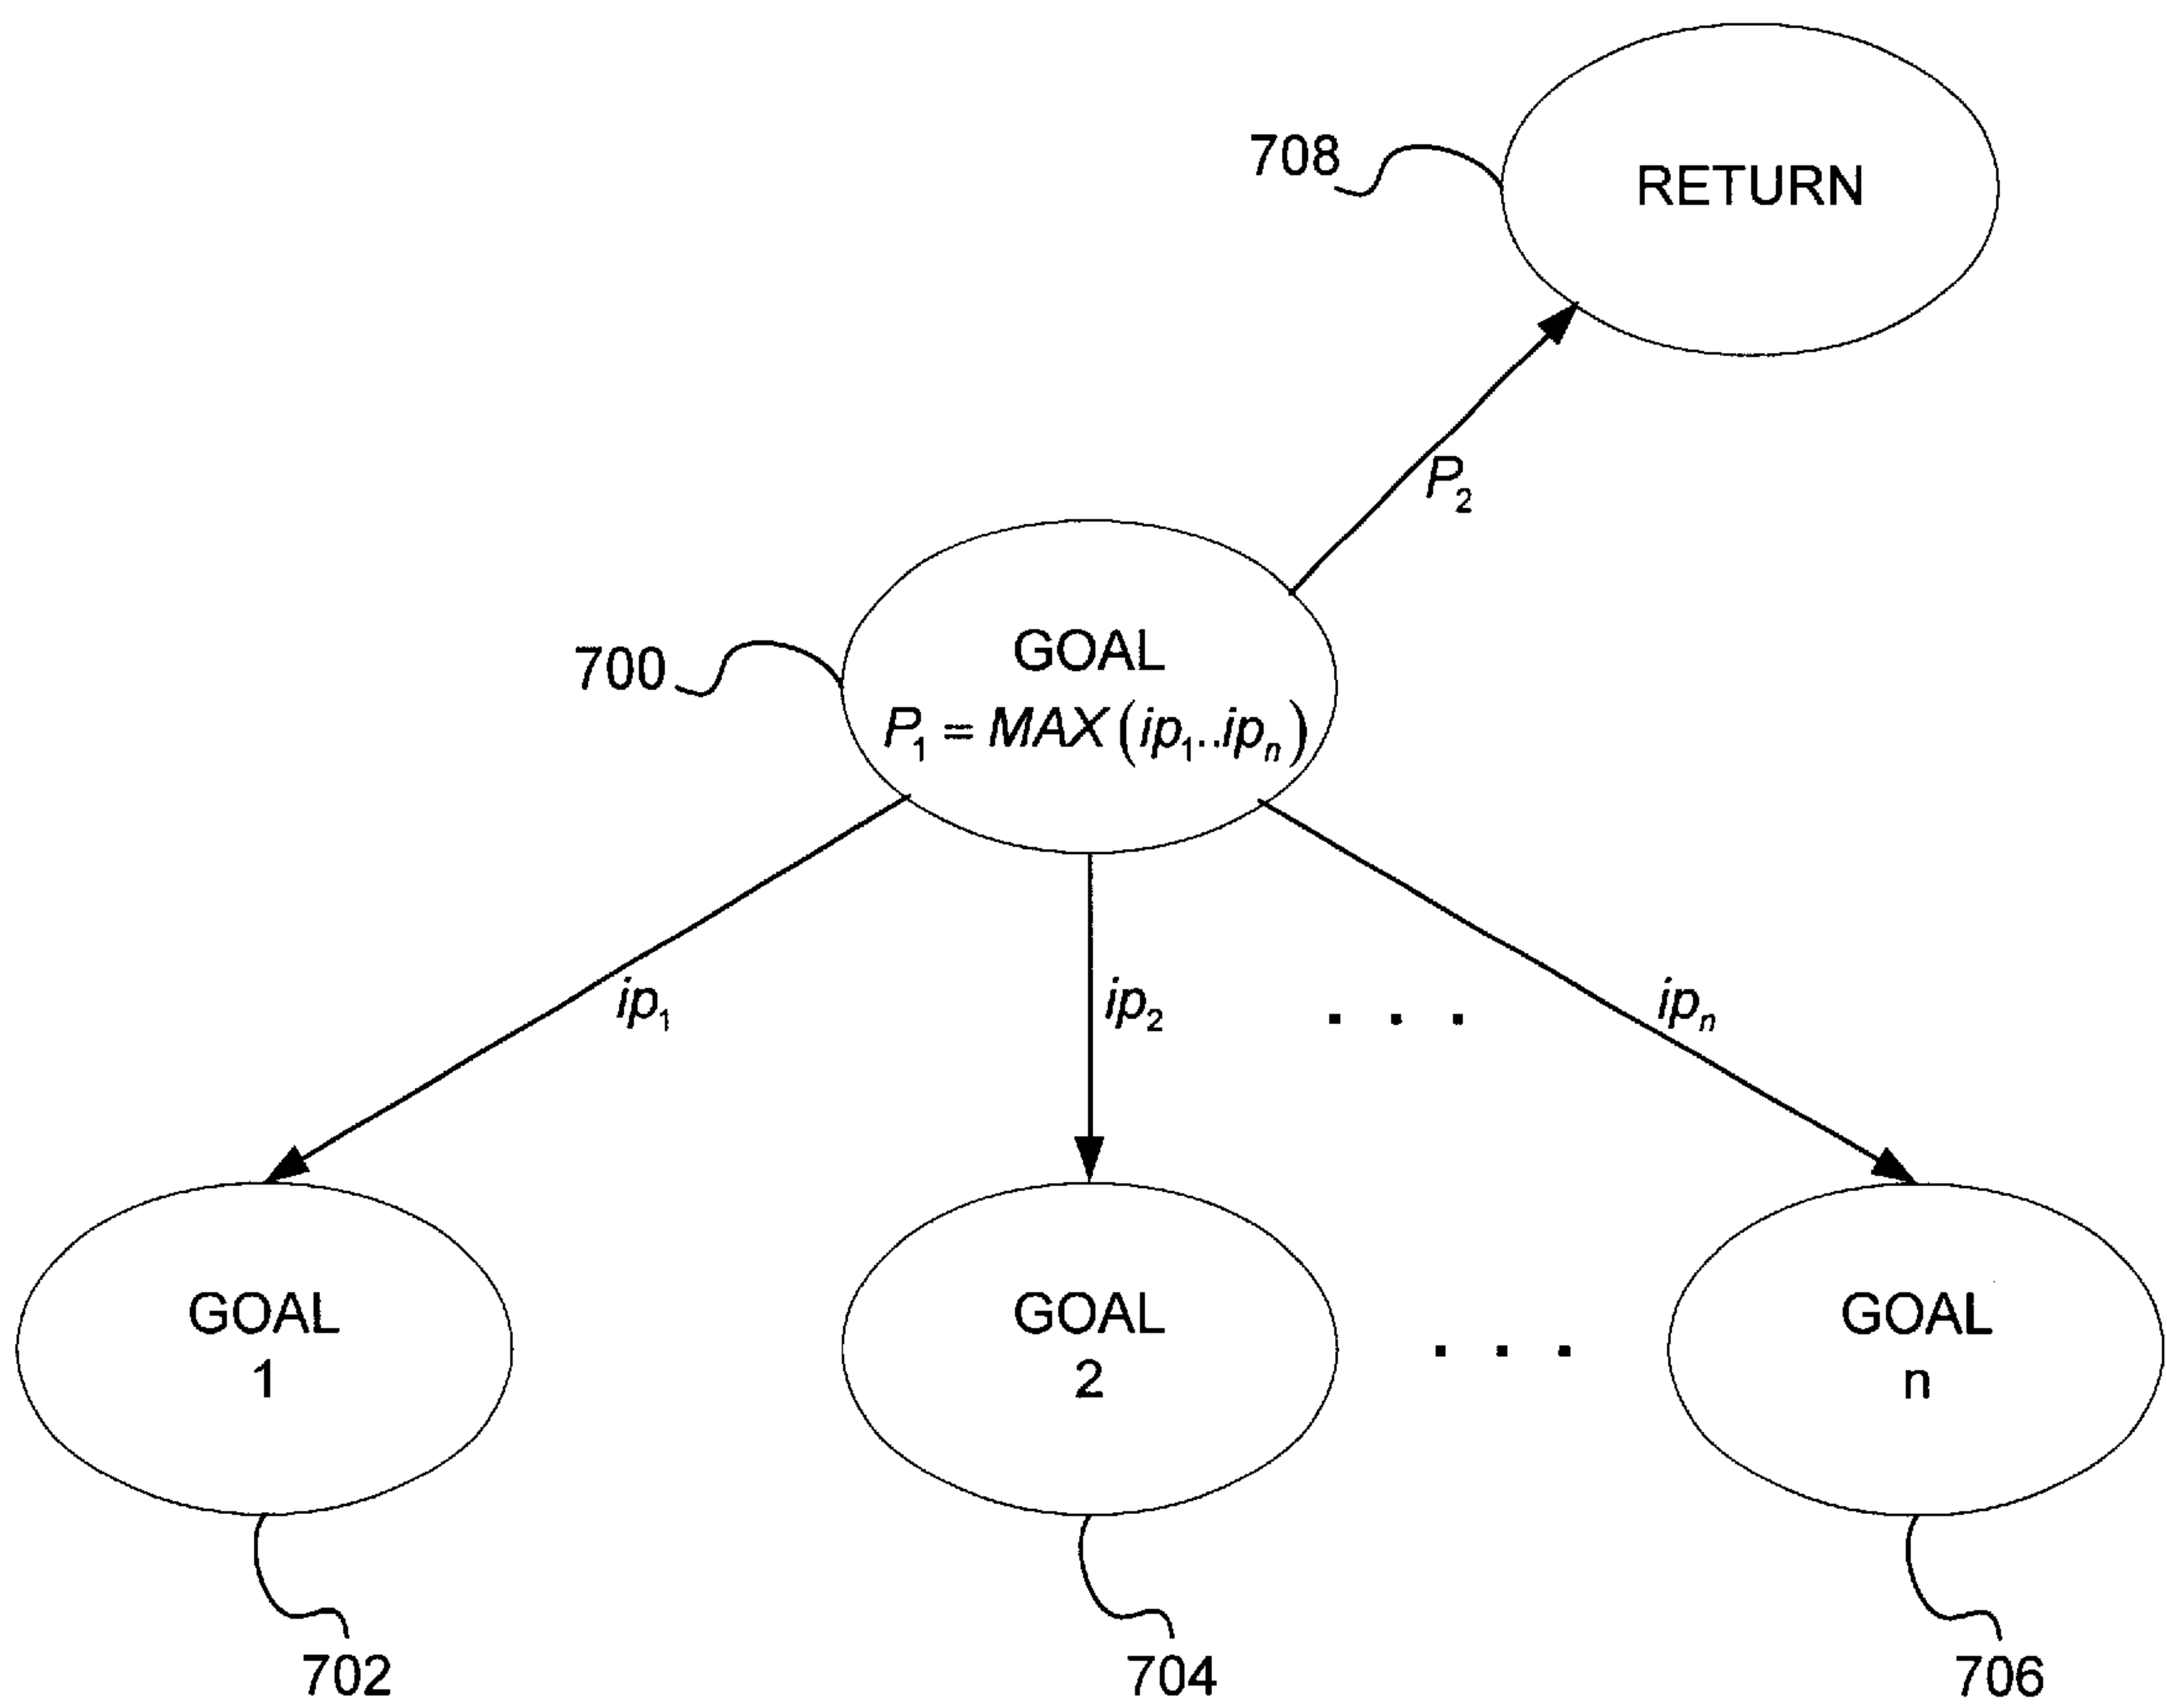 708
RETURN
P₂
700
GOAL
P₁ = MAX(ip₁..ipₙ)
ip₁
ip₂
. . .
ipₙ
GOAL
1
GOAL
2
. . .
GOAL
n
702
704
706